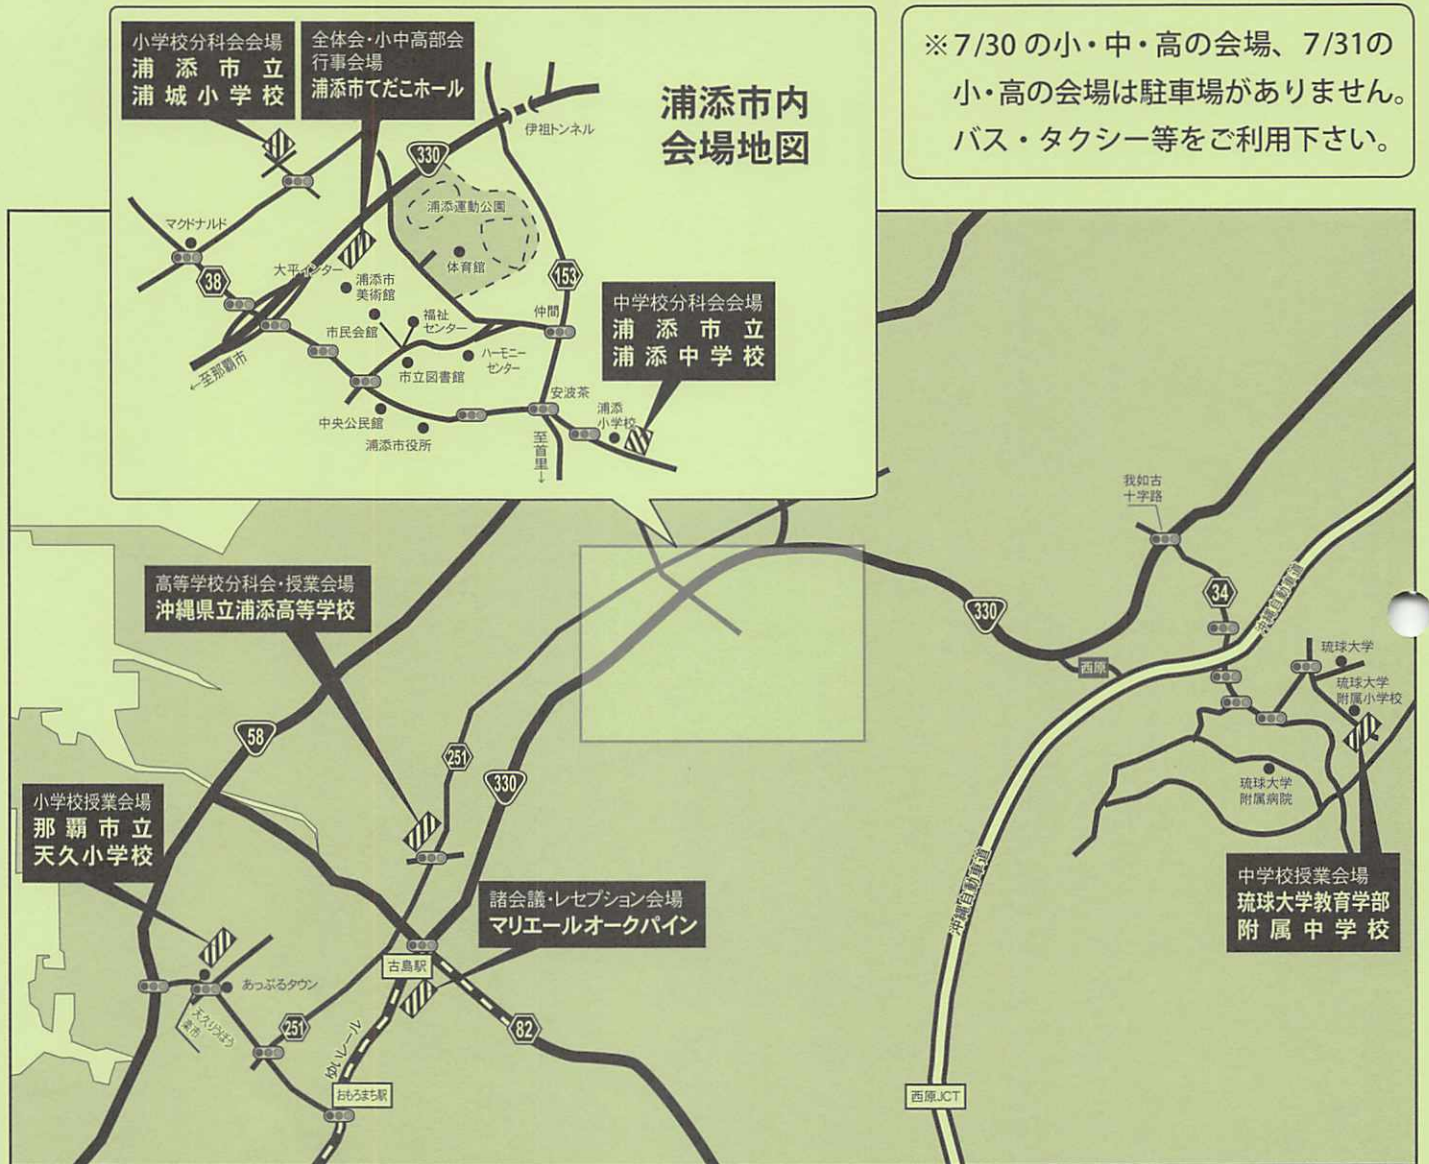 小学校分科会会場
浦添市立
浦城小学校
全体会・小中高部会
行事会場
浦添市てだこホール
浦添市内
会場地図
※7/30の小・中・高の会場、7/31の
小・高の会場は駐車場がありません。
バス・タクシー等をご利用下さい。
伊祖トンネル
330
浦添運動公園
体育館
マクドナルド
38
大平インター
浦添市
美術館
153
仲間
福祉
センター
市民会館
ハーモニー
センター
市立図書館
←至那覇市
中学校分科会会場
浦添市立
浦添中学校
安波茶
浦添
小学校
中央公民館
浦添市役所
至首里↓
我如古
十字路
高等学校分科会・授業会場
沖縄県立浦添高等学校
330
34
沖縄自動車道
西原
琉球大学
琉球大学
附属小学校
58
251
330
琉球大学
附属病院
小学校授業会場
那覇市立
天久小学校
諸会議・レセプション会場
マリエールオークパイン
沖縄自動車道
中学校授業会場
琉球大学教育学部
附属中学校
古島駅
あっぷるタウン
天久りうぼう
楽市
251
82
ゆいレール
おもろまち駅
西原JCT